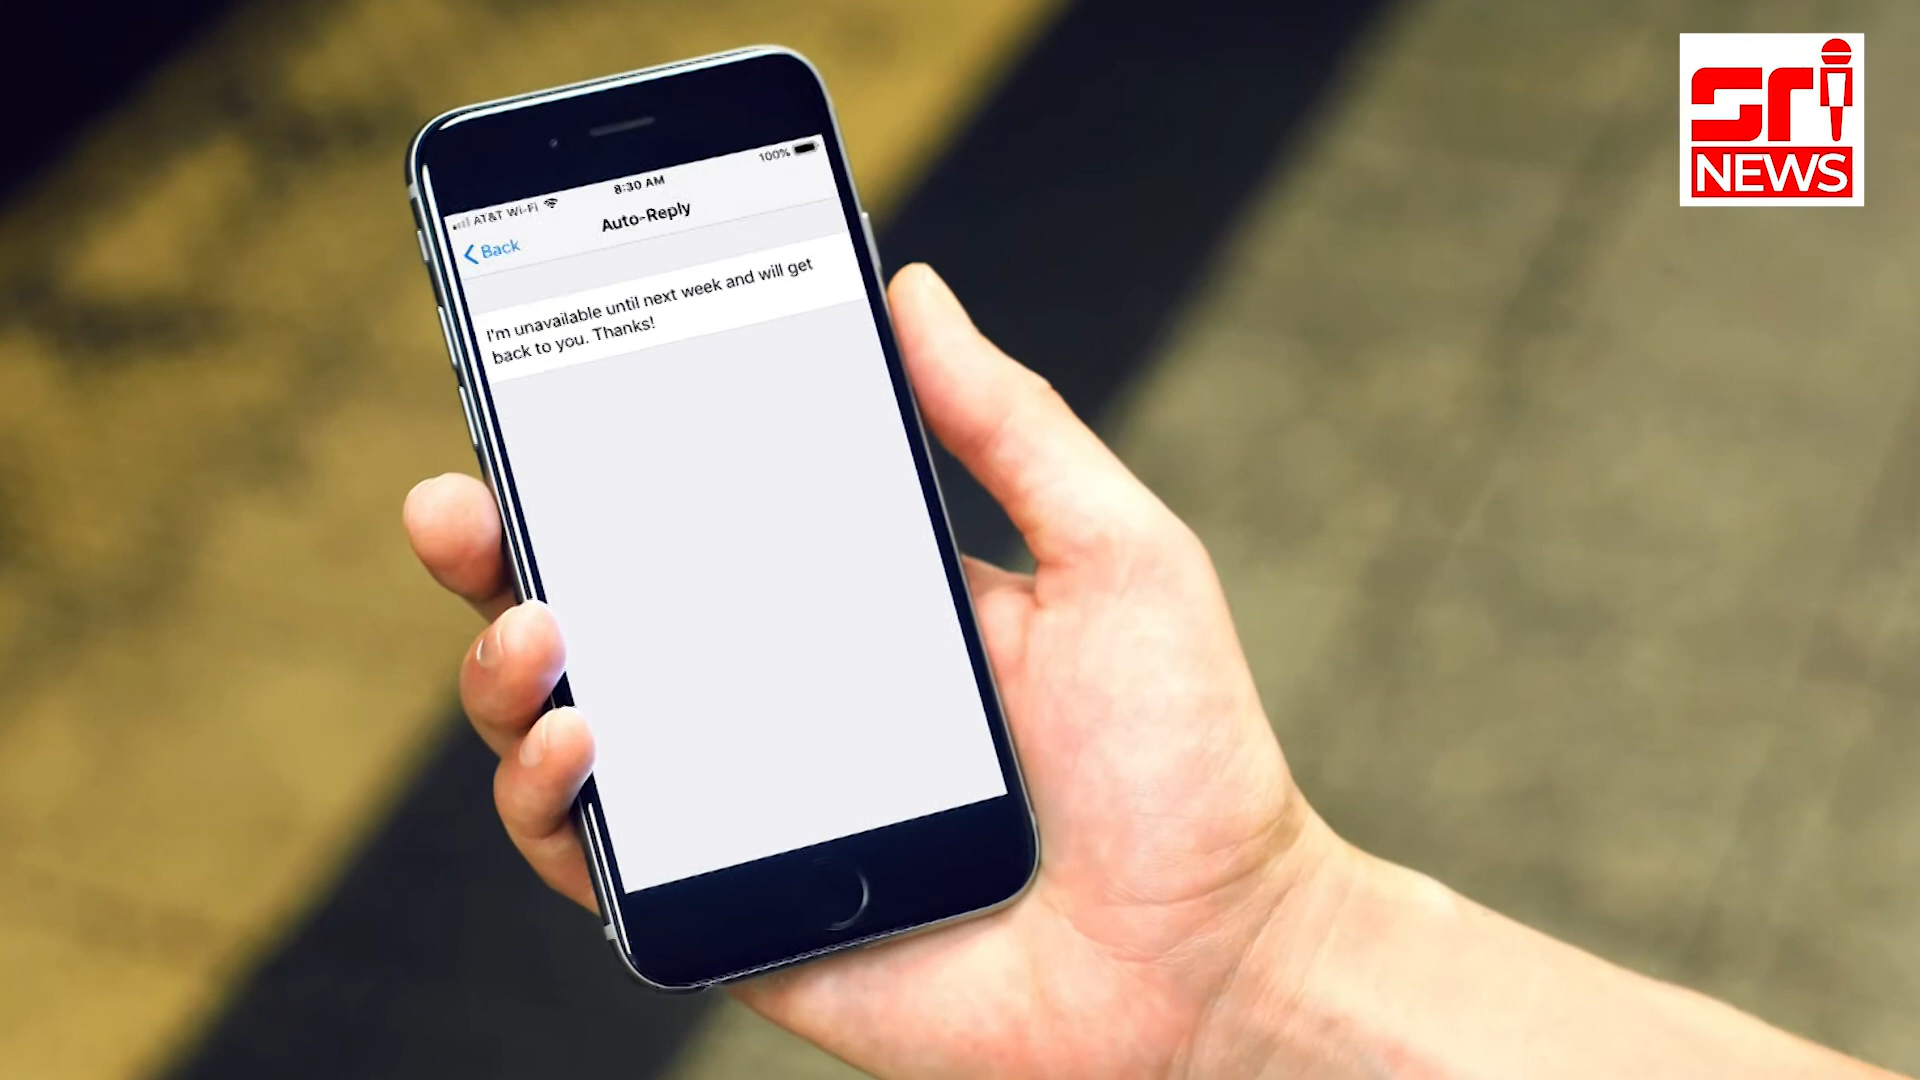 sri
NEWS
AT&T Wi-Fi
8:30 AM
100%
Back
Auto-Reply
I'm unavailable until next week and will get
back to you. Thanks!